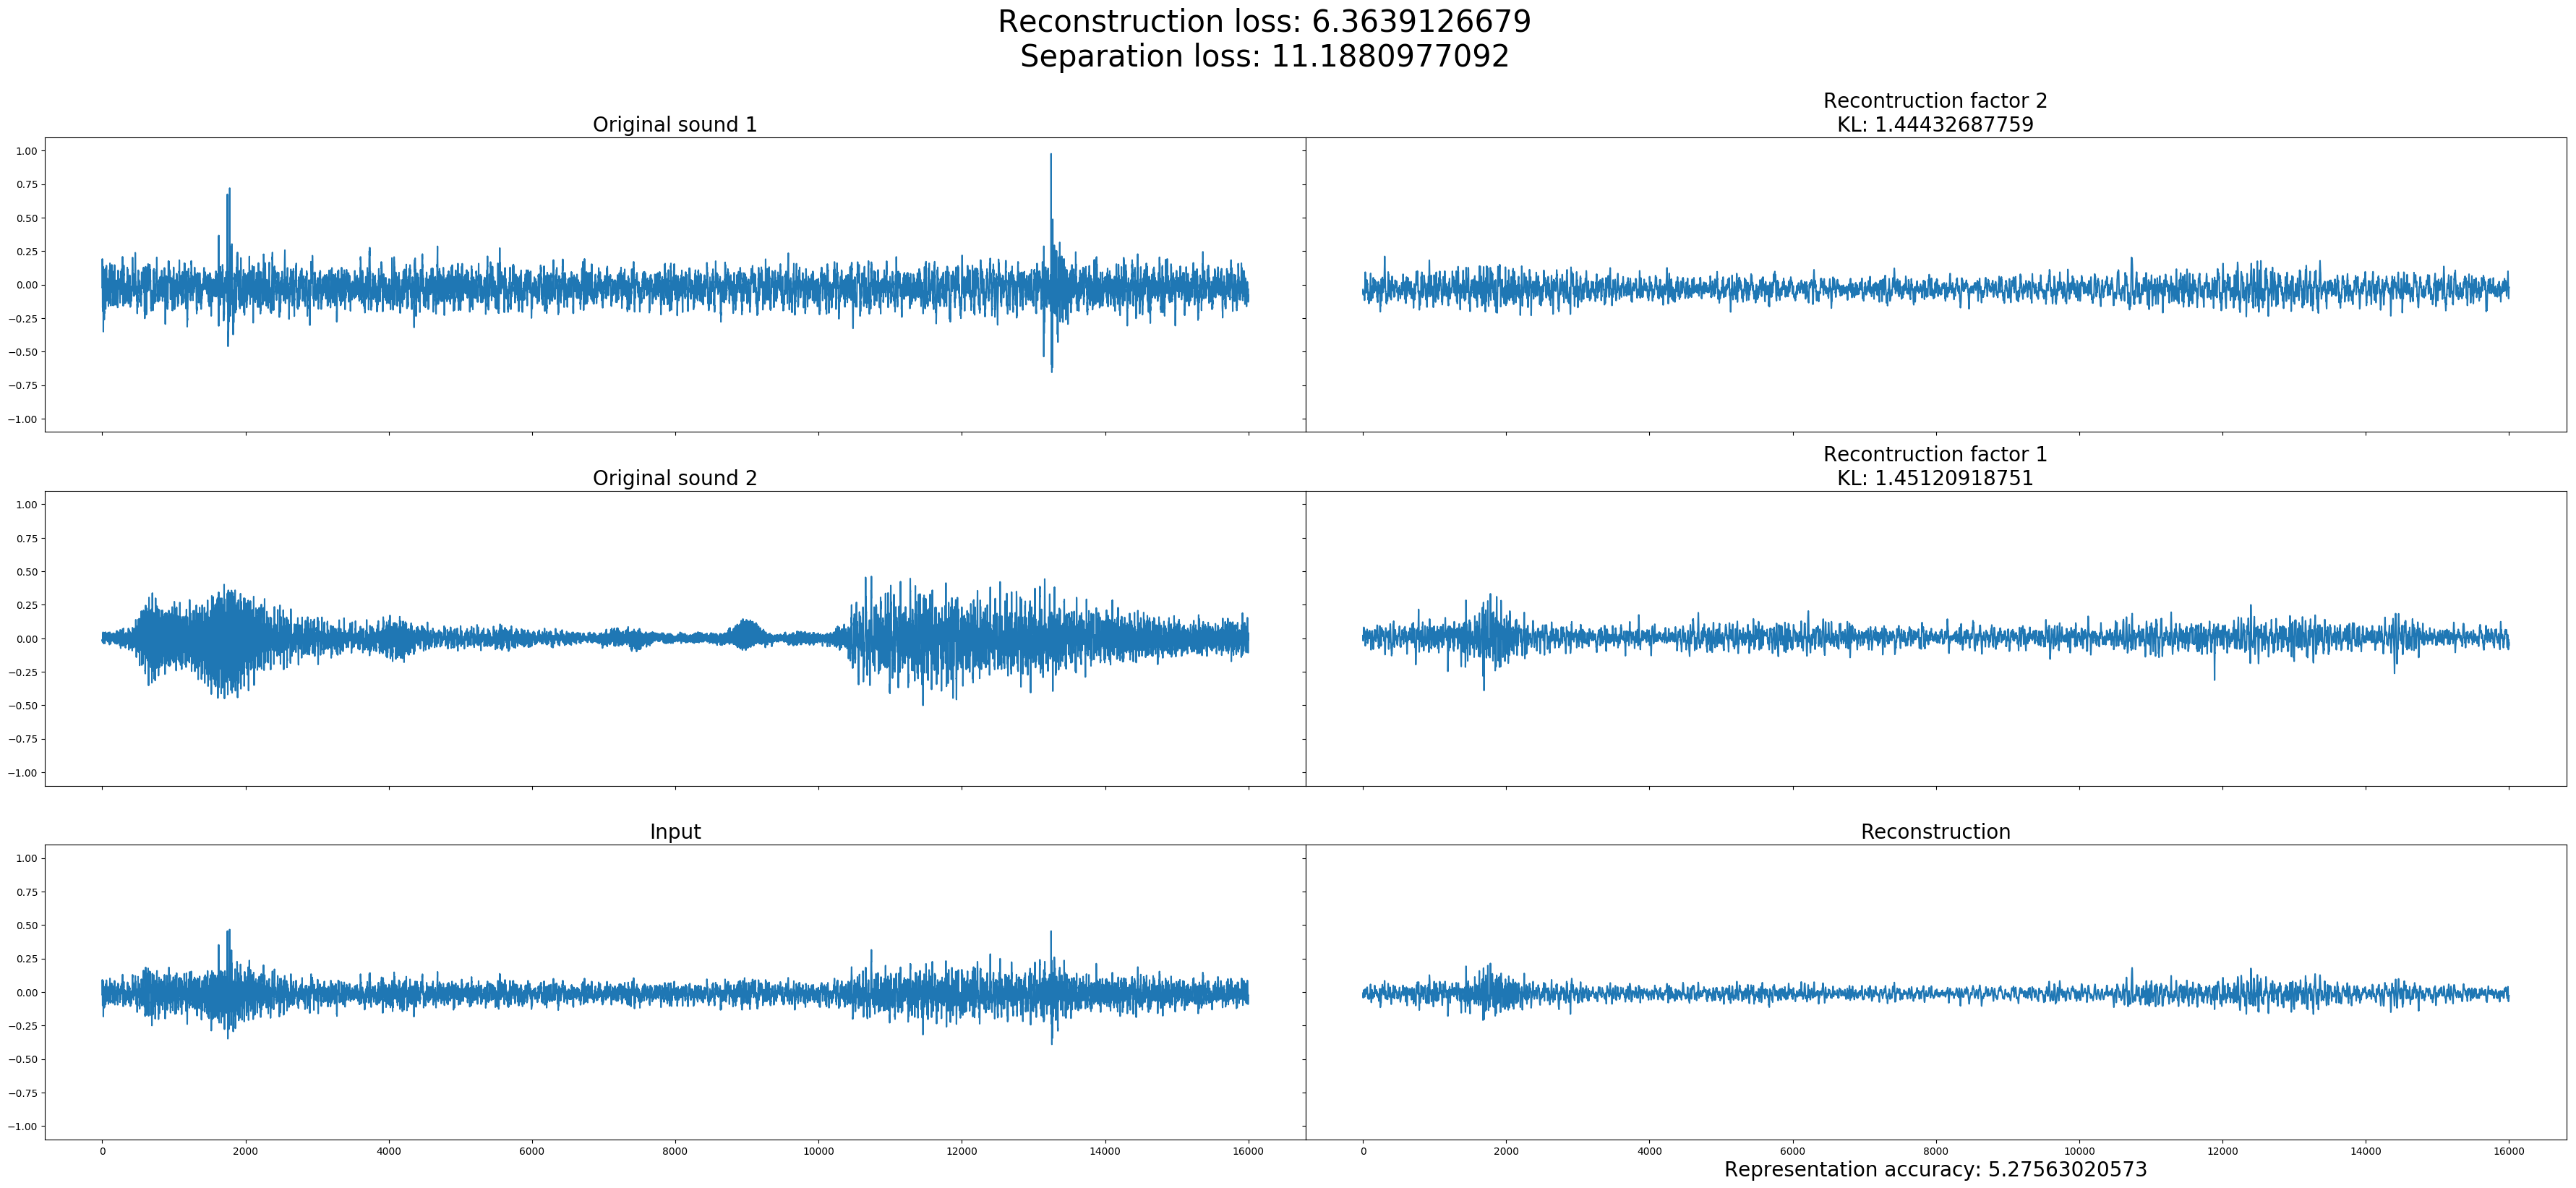 Reconstruction loss: 6.3639126679
Separation loss: 11.1880977092
Original sound 1
Recontruction factor 2
KL: 1.44432687759
1.00
0.75
0.50
0.25
0.00
−0.25
−0.50
−0.75
−1.00
Original sound 2
Recontruction factor 1
KL: 1.45120918751
1.00
0.75
0.50
0.25
0.00
−0.25
−0.50
−0.75
−1.00
Input
Reconstruction
1.00
0.75
0.50
0.25
0.00
−0.25
−0.50
−0.75
−1.00
0 2000 4000 6000 8000 10000 12000 14000 16000
0 2000 4000 6000 8000 10000 12000 14000 16000
Representation accuracy: 5.27563020573